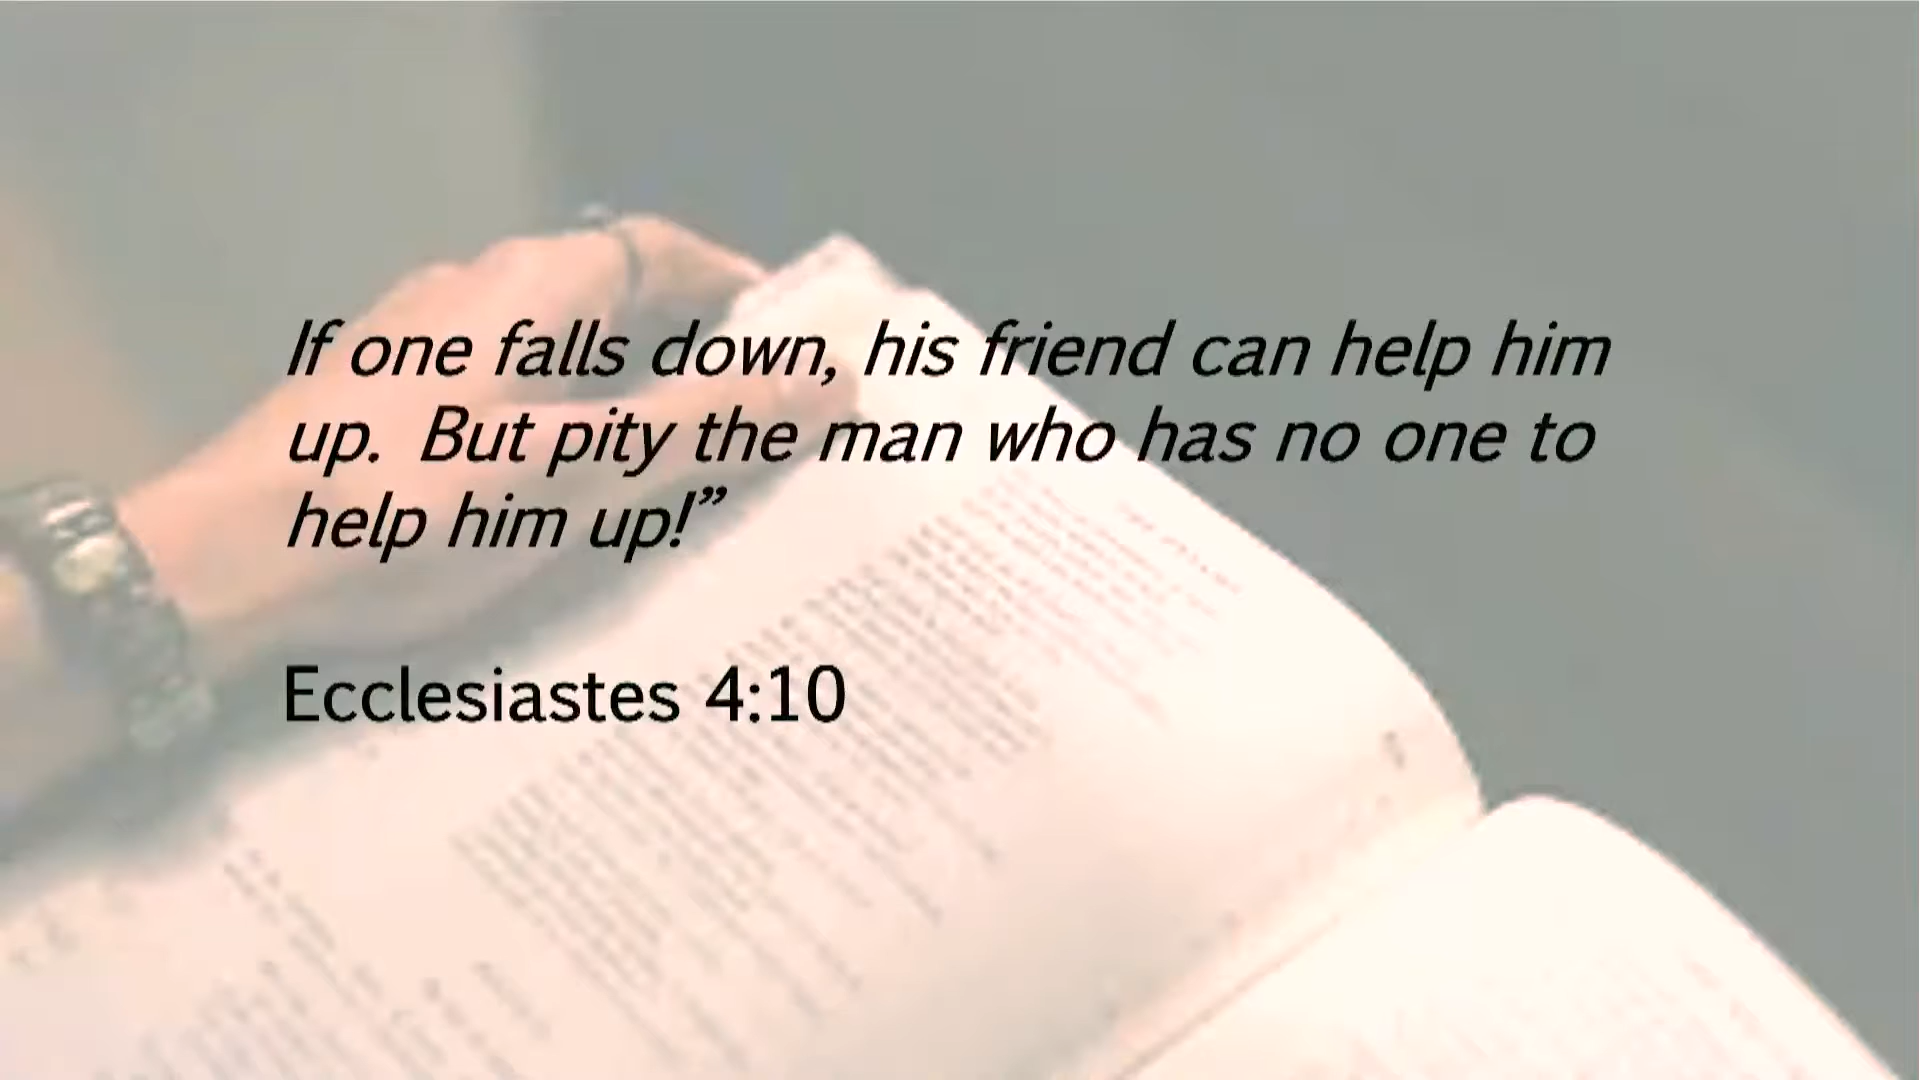 If one falls down, his friend can help him
up.  But pity the man who has no one to
help him up!”
Ecclesiastes 4:10